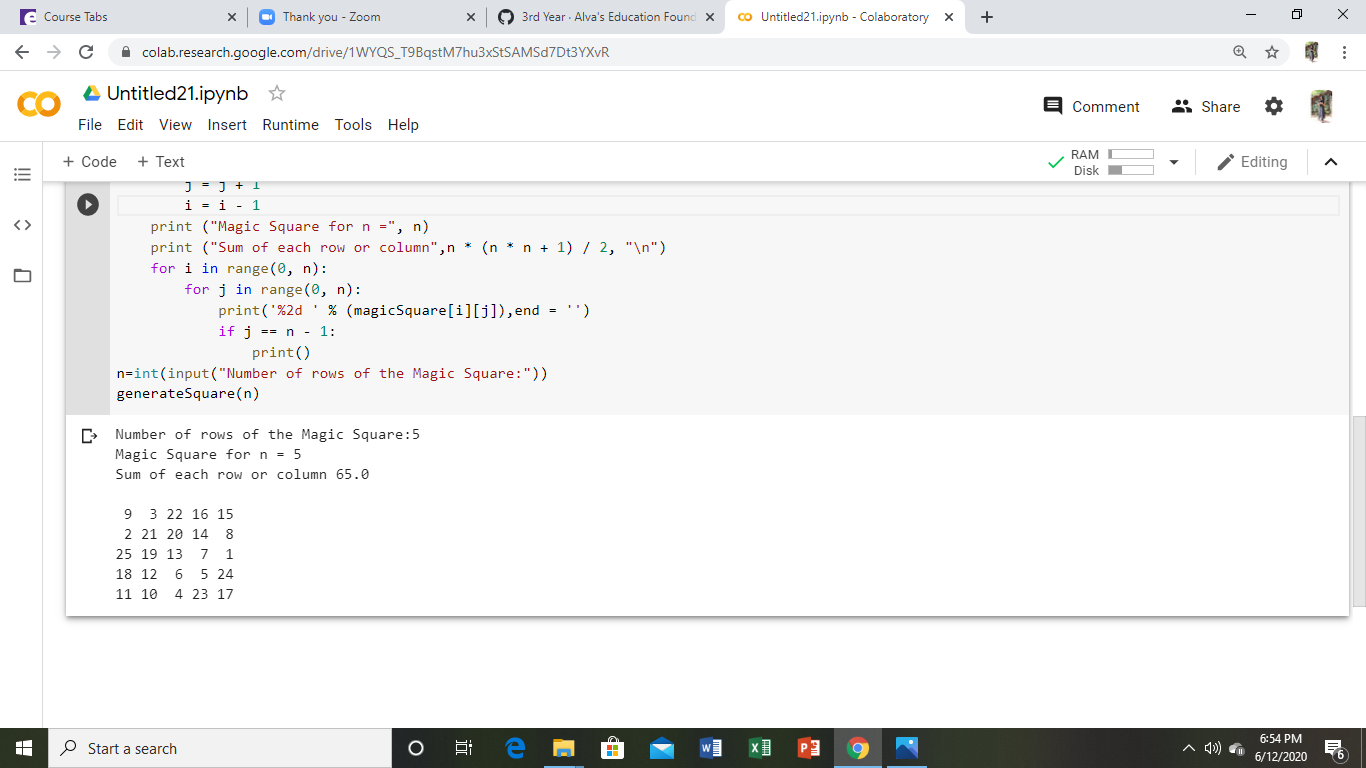 Course Tabs
Thank you - Zoom
3rd Year · Alva's Education Found
Untitled21.ipynb - Colaboratory
colab.research.google.com/drive/1WYQS_T9BqstM7hu3xStSAMSd7Dt3YXvR
Untitled21.ipynb
Comment
Share
File Edit View Insert Runtime Tools Help
+ Code + Text
RAM
Disk
Editing
j = j + 1
i = i - 1
print ("Magic Square for n =", n)
print ("Sum of each row or column",n * (n * n + 1) / 2, "\n")
for i in range(0, n):
for j in range(0, n):
print('%2d ' % (magicSquare[i][j]),end = '')
if j == n - 1:
print()
n=int(input("Number of rows of the Magic Square:"))
generateSquare(n)
Number of rows of the Magic Square:5
Magic Square for n = 5
Sum of each row or column 65.0
9 3 22 16 15
2 21 20 14 8
25 19 13 7 1
18 12 6 5 24
11 10 4 23 17
Start a search
6:54 PM
6/12/2020
6